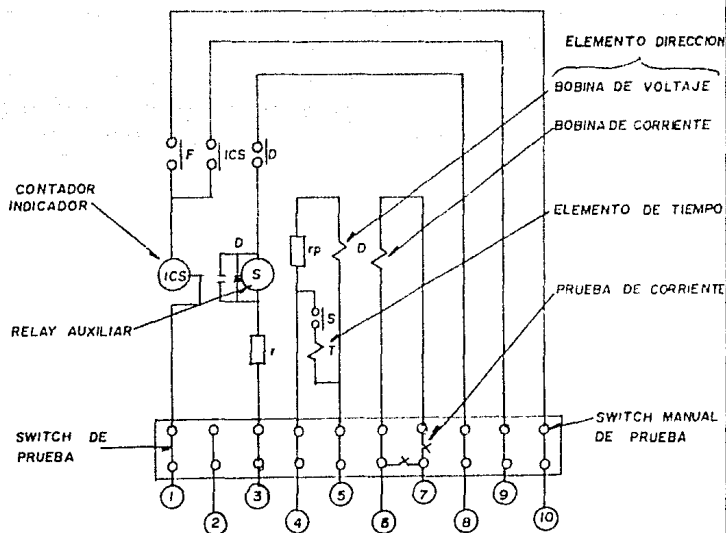 ELEMENTO DIRECCION
BOBINA DE VOLTAJE
BOBINA DE CORRIENTE
F
ICS
D
CONTADOR
INDICADOR
ELEMENTO DE TIEMPO
rp
D
D
ICS
S
PRUEBA DE CORRIENTE
S
RELAY AUXILIAR
r
T
SWITCH DE
PRUEBA
SWITCH MANUAL
DE PRUEBA
1
2
3
4
5
6
7
8
9
10